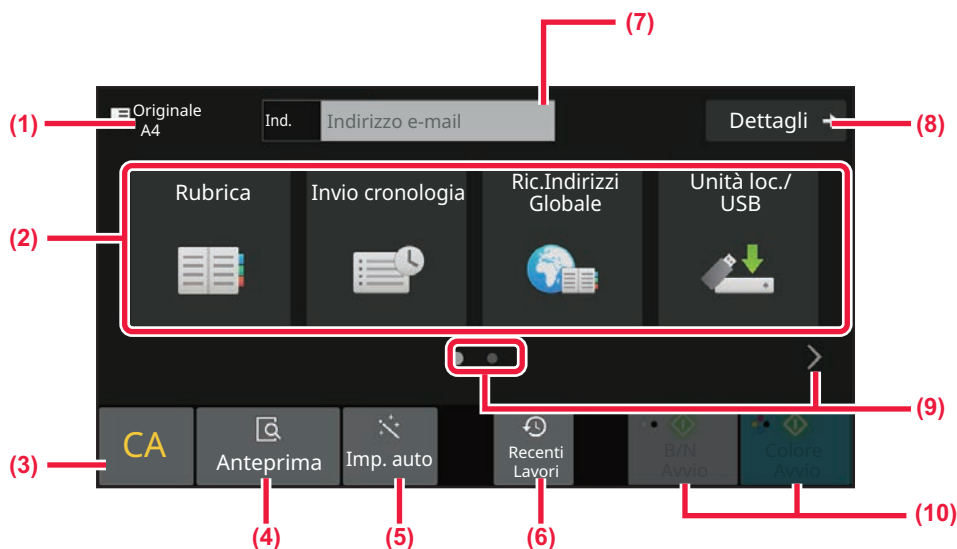 (7)
(1)
Originale
A4
Ind.
Indirizzo e-mail
Dettagli
(8)
(2)
Rubrica
Invio cronologia
Ric.Indirizzi
Globale
Unità loc./
USB
(9)
(3)
CA
Anteprima
Imp. auto
Recenti
Lavori
B/N
Avvio
Colore
Avvio
(4)
(5)
(6)
(10)